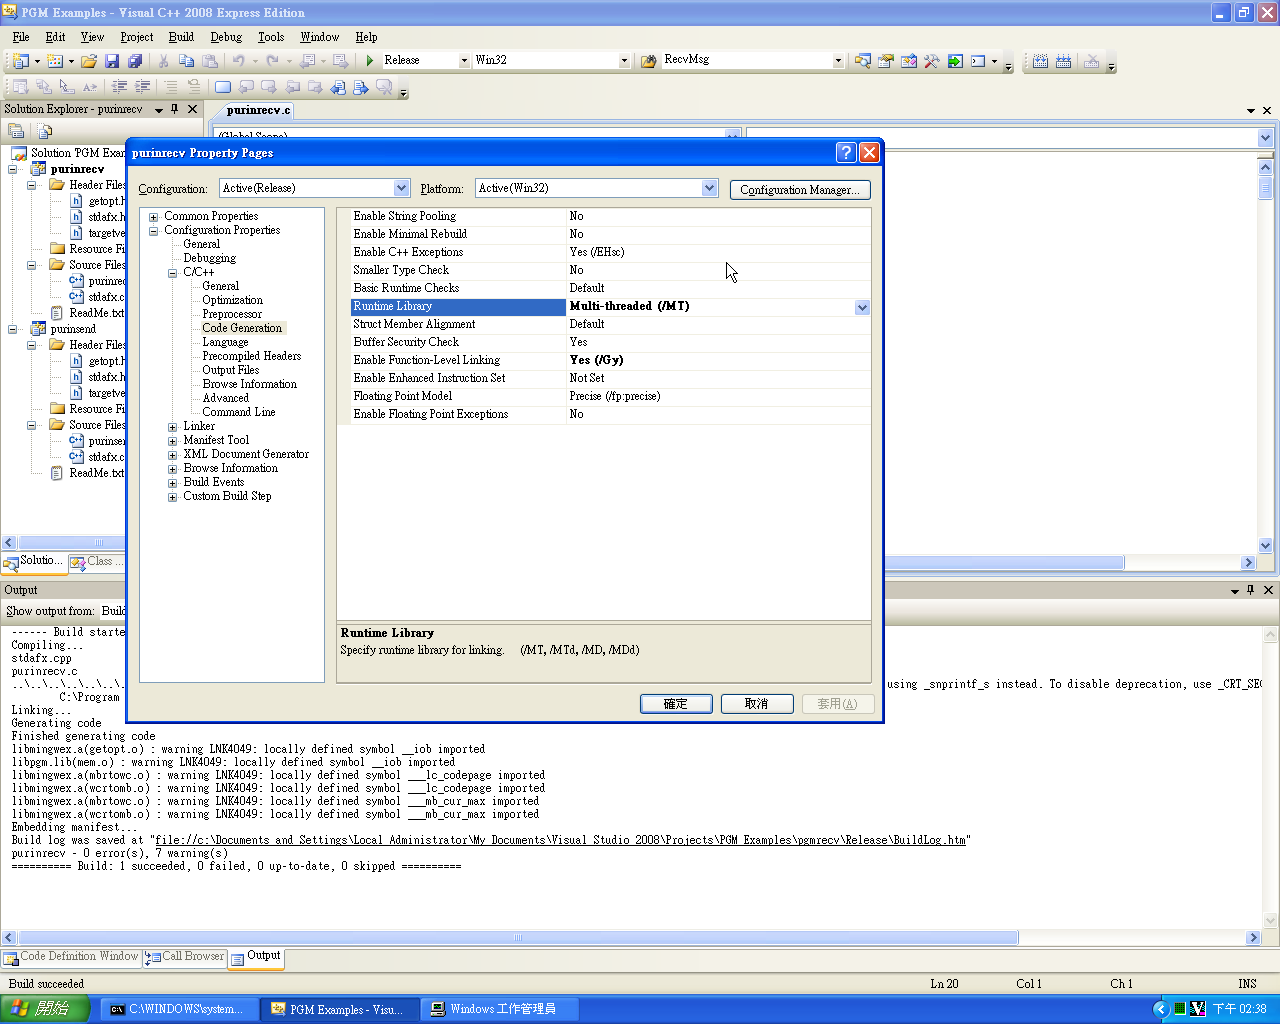 PGM Examples - Visual C++ 2008 Express Edition
File Edit View Project Build Debug Tools Window Help
Release Win32 RecvMsg
Solution Explorer - purinrecv
purinrecv.c
(Global Scope)
Solution 'PGM Exam
purinrecv
Header Files
getopt.h
stdafx.h
targetve
Resource Fi
Source Files
purinrec
stdafx.c
ReadMe.txt
purinsend
Header Files
getopt.h
stdafx.h
targetve
Resource Fi
Source Files
purinsen
stdafx.c
ReadMe.txt
Solutio... Class ...
purinrecv Property Pages
Configuration: Active(Release) Platform: Active(Win32) Configuration Manager...
Common Properties
Configuration Properties
General
Debugging
C/C++
General
Optimization
Preprocessor
Code Generation
Language
Precompiled Headers
Output Files
Browse Information
Advanced
Command Line
Linker
Manifest Tool
XML Document Generator
Browse Information
Build Events
Custom Build Step
Enable String Pooling No
Enable Minimal Rebuild No
Enable C++ Exceptions Yes (/EHsc)
Smaller Type Check No
Basic Runtime Checks Default
Runtime Library Multi-threaded (/MT)
Struct Member Alignment Default
Buffer Security Check Yes
Enable Function-Level Linking Yes (/Gy)
Enable Enhanced Instruction Set Not Set
Floating Point Model Precise (/fp:precise)
Enable Floating Point Exceptions No
Runtime Library
Specify runtime library for linking. (/MT, /MTd, /MD, /MDd)
確定 取消 套用(A)
Output
Show output from: Build
------ Build starte
Compiling...
stdafx.cpp
purinrecv.c
..\..\..\..\..\.. using _snprintf_s instead. To disable deprecation, use _CRT_SEC
C:\Program
Linking...
Generating code
Finished generating code
libmingwex.a(getopt.o) : warning LNK4049: locally defined symbol __iob imported
libpgm.lib(mem.o) : warning LNK4049: locally defined symbol __iob imported
libmingwex.a(mbrtowc.o) : warning LNK4049: locally defined symbol ___lc_codepage imported
libmingwex.a(wcrtomb.o) : warning LNK4049: locally defined symbol ___lc_codepage imported
libmingwex.a(mbrtowc.o) : warning LNK4049: locally defined symbol ___mb_cur_max imported
libmingwex.a(wcrtomb.o) : warning LNK4049: locally defined symbol ___mb_cur_max imported
Embedding manifest...
Build log was saved at "file://c:\Documents and Settings\Local Administrator\My Documents\Visual Studio 2008\Projects\PGM Examples\pgmrecv\Release\BuildLog.htm"
purinrecv - 0 error(s), 7 warning(s)
========== Build: 1 succeeded, 0 failed, 0 up-to-date, 0 skipped ==========
Code Definition Window Call Browser Output
Build succeeded Ln 20 Col 1 Ch 1 INS
開始 C:\WINDOWS\system... PGM Examples - Visu... Windows 工作管理員 下午 02:38